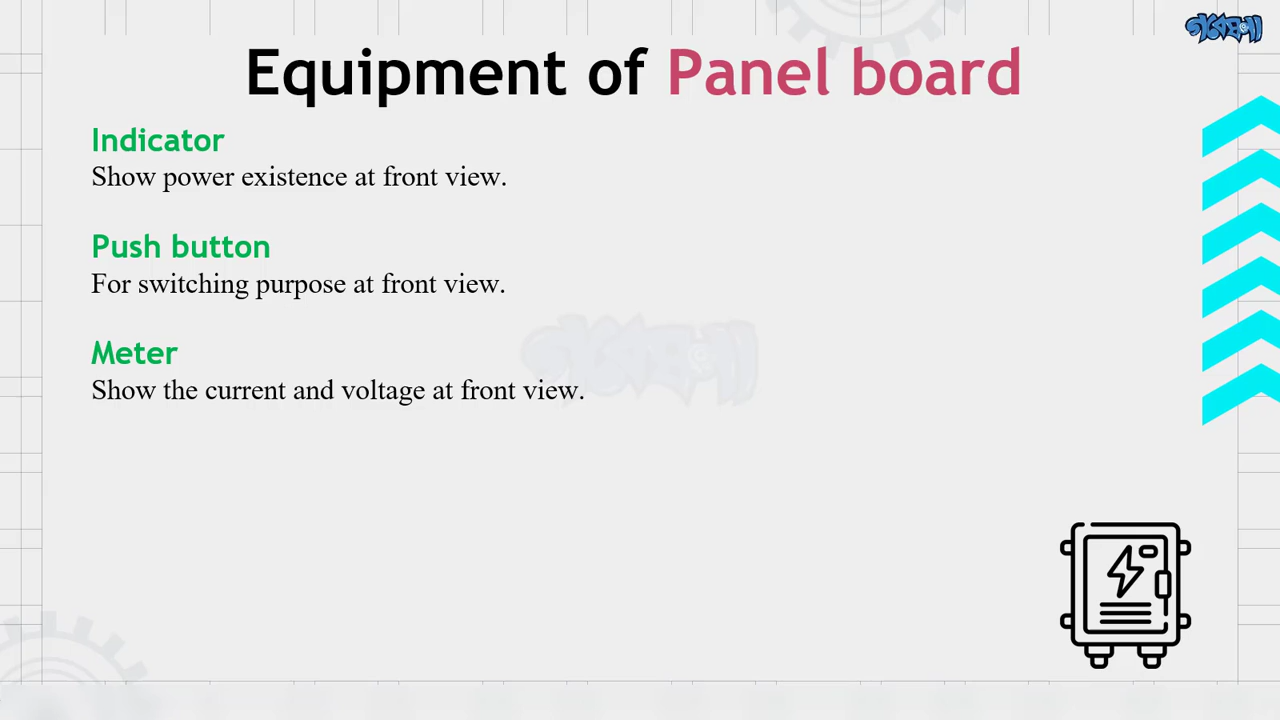 Equipment of Panel board
Indicator
Show power existence at front view.
Push button
For switching purpose at front view.
Meter
Show the current and voltage at front view.